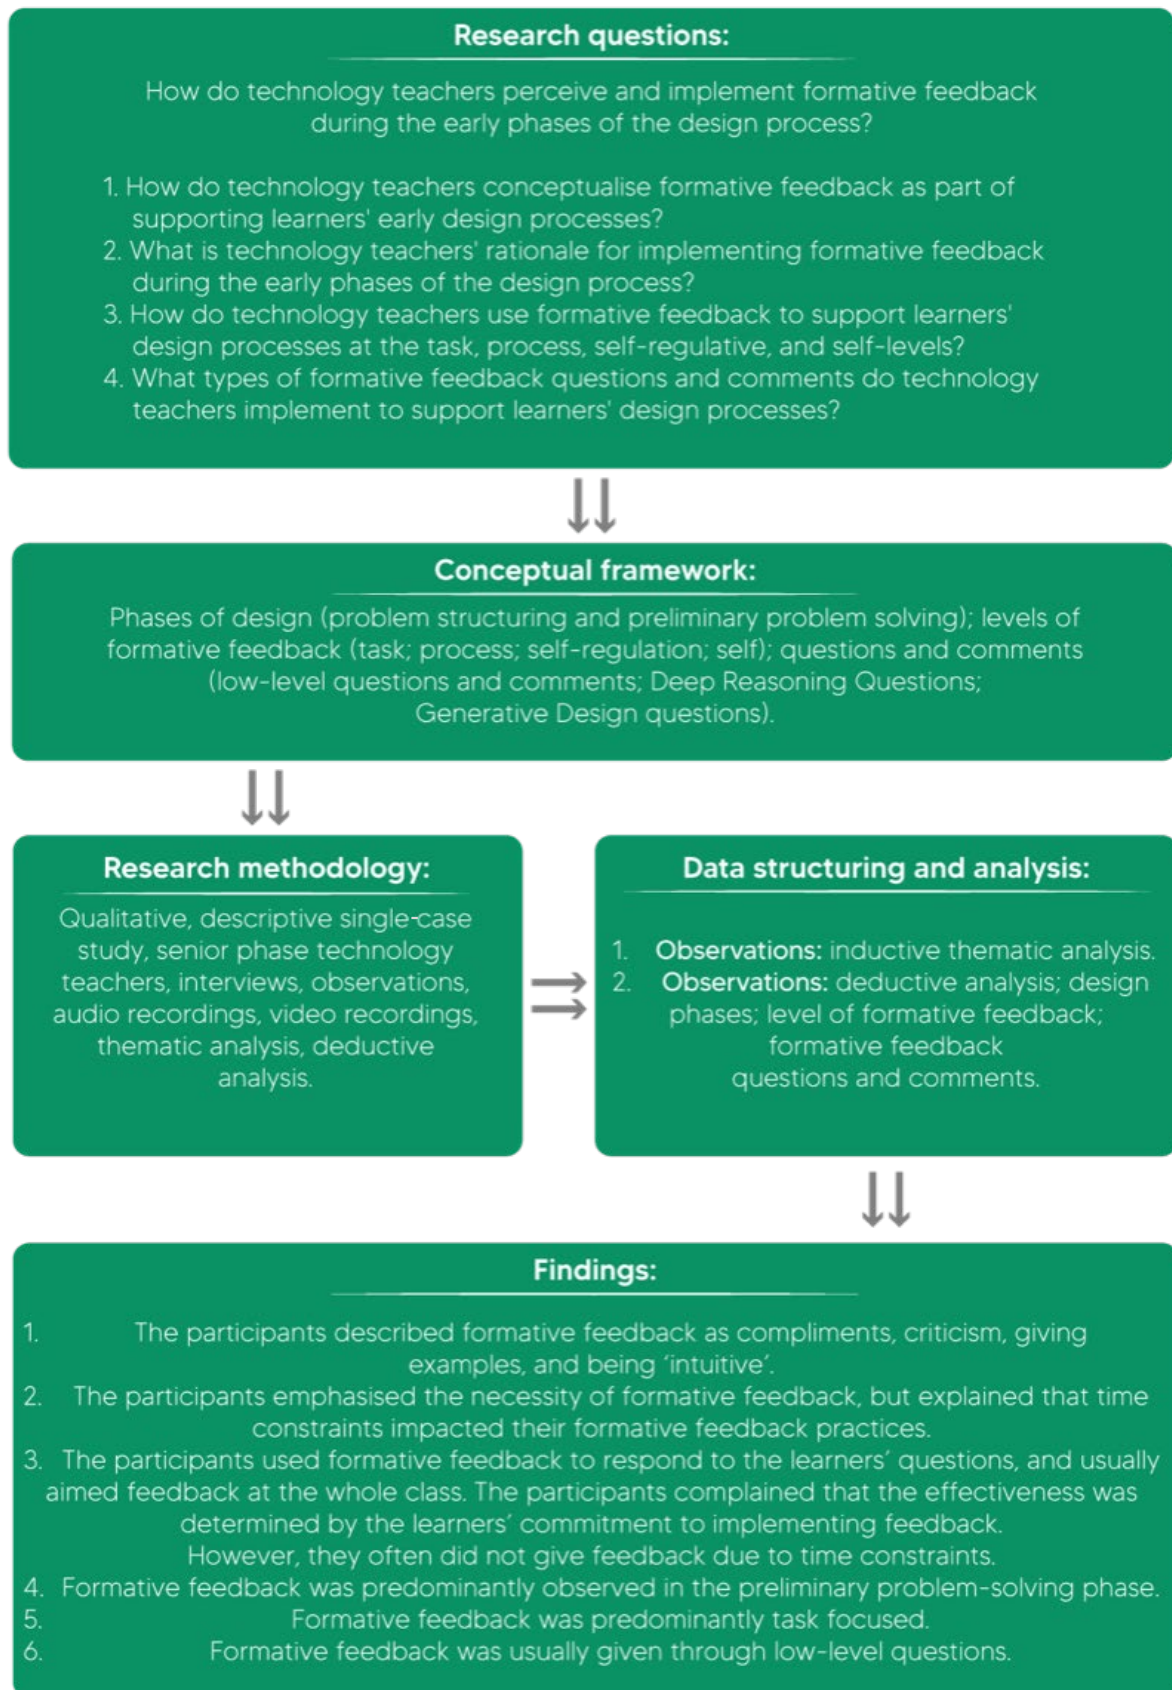 Research questions:
How do technology teachers perceive and implement formative feedback
during the early phases of the design process?
1. How do technology teachers conceptualise formative feedback as part of
supporting learners' early design processes?
2. What is technology teachers' rationale for implementing formative feedback
during the early phases of the design process?
3. How do technology teachers use formative feedback to support learners'
design processes at the task, process, self-regulative, and self-levels?
4. What types of formative feedback questions and comments do technology
teachers implement to support learners' design processes?
Conceptual framework:
Phases of design (problem structuring and preliminary problem solving); levels of
formative feedback (task; process; self-regulation; self); questions and comments
(low-level questions and comments; Deep Reasoning Questions;
Generative Design questions).
Research methodology:
Qualitative, descriptive single-case
study, senior phase technology
teachers, interviews, observations,
audio recordings, video recordings,
thematic analysis, deductive
analysis.
Data structuring and analysis:
1. Observations: inductive thematic analysis.
2. Observations: deductive analysis; design
phases; level of formative feedback;
formative feedback
questions and comments.
Findings:
1. The participants described formative feedback as compliments, criticism, giving
examples, and being ‘intuitive’.
2. The participants emphasised the necessity of formative feedback, but explained that time
constraints impacted their formative feedback practices.
3. The participants used formative feedback to respond to the learners’ questions, and usually
aimed feedback at the whole class. The participants complained that the effectiveness was
determined by the learners’ commitment to implementing feedback.
However, they often did not give feedback due to time constraints.
4. Formative feedback was predominantly observed in the preliminary problem-solving phase.
5. Formative feedback was predominantly task focused.
6. Formative feedback was usually given through low-level questions.